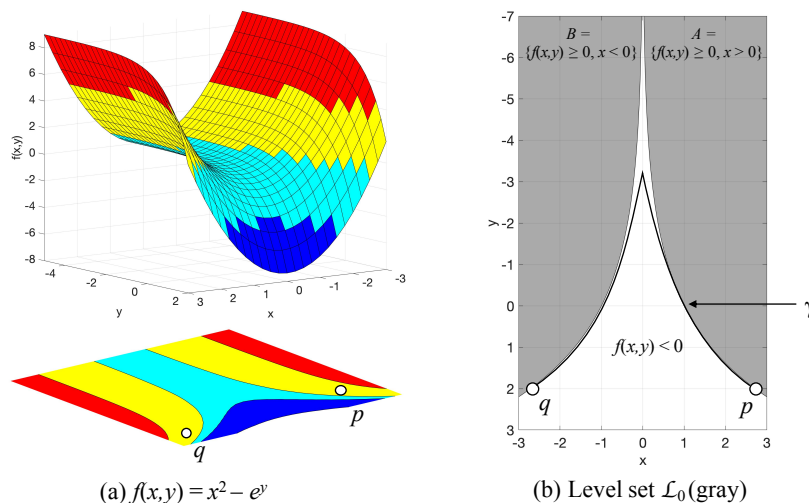 8
6
4
2
0
-2
-4
-6
-8
f(x,y)
-4
-2
0
2
y
3
2
1
0
-1
-2
-3
x
q
p
(a) f(x,y) = x² – e^y
-7
-6
-5
-4
-3
-2
-1
0
1
2
3
y
B =
{f(x,y) ≥ 0, x < 0}
A =
{f(x,y) ≥ 0, x > 0}
f(x,y) < 0
q
p
-3
-2
-1
0
1
2
3
x
(b) Level set ℒ₀ (gray)